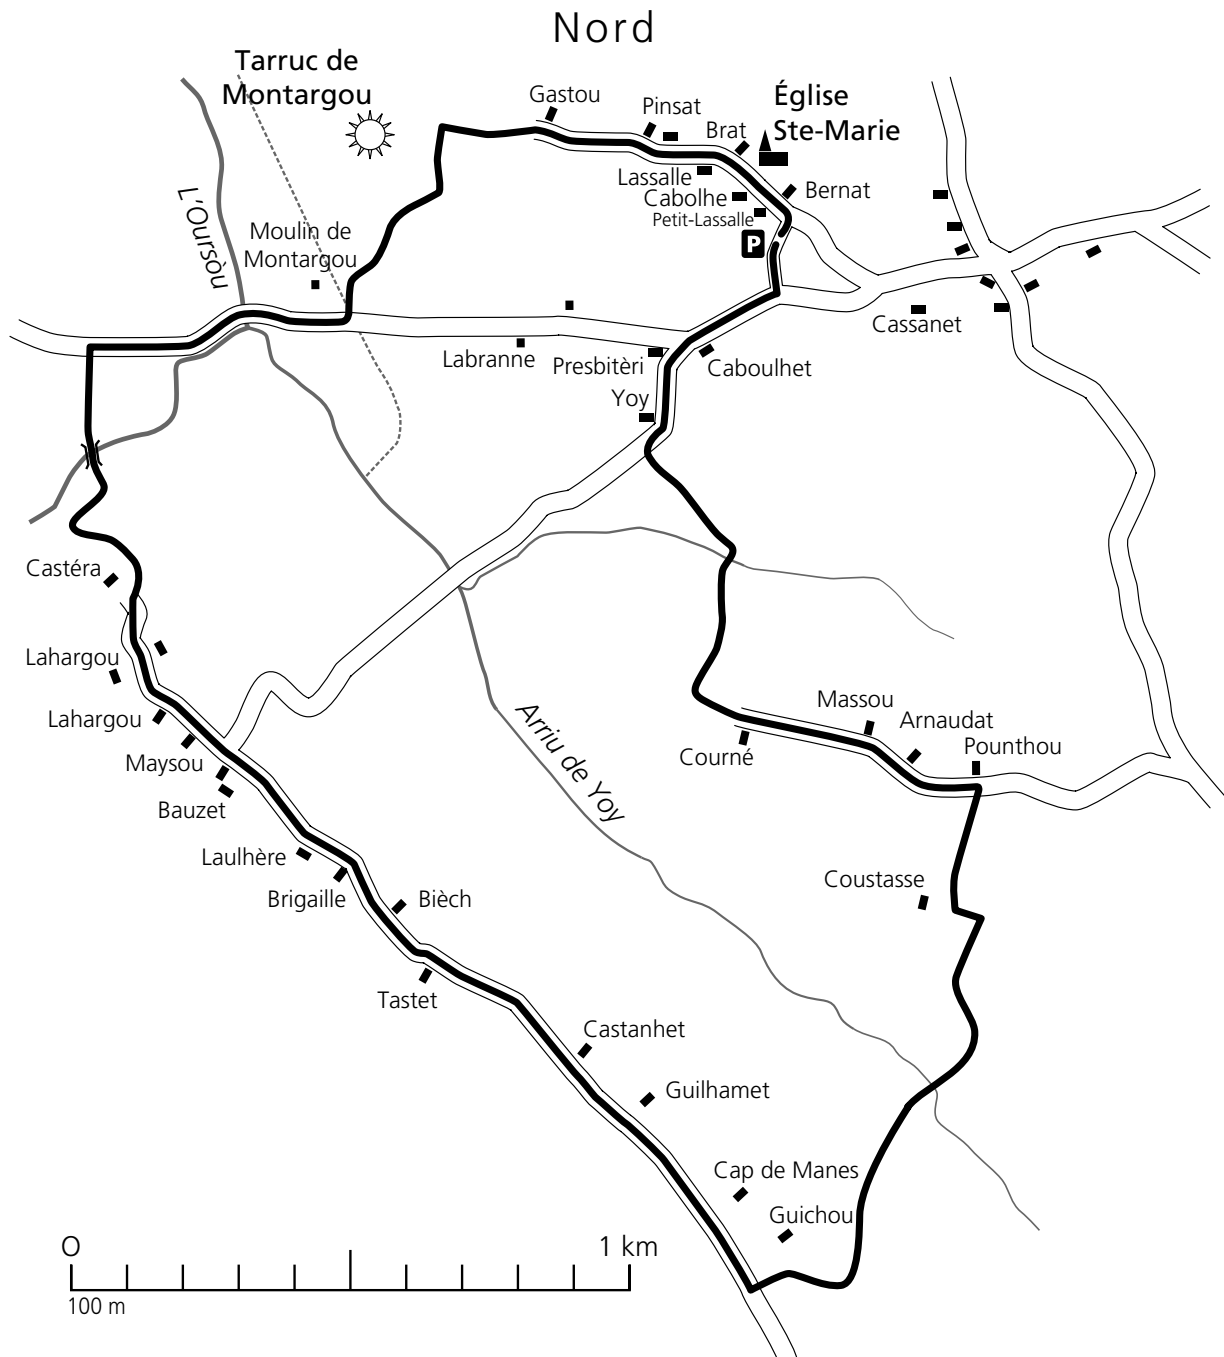 Nord
Tarruc de
Montargou
Gastou
Pinsat
Brat
Église
Ste-Marie
Lassalle
Cabolhe
Petit-Lassalle
Bernat
P
L'Oursòu
Moulin de
Montargou
Cassanet
Labranne
Presbitèri
Caboulhet
Yoy
Castéra
Lahargou
Lahargou
Maysou
Bauzet
Laulhère
Brigaille
Bièch
Tastet
Arriu de Yoy
Courné
Massou
Arnaudat
Pounthou
Coustasse
Castanhet
Guilhamet
Cap de Manes
Guichou
O
1 km
100 m